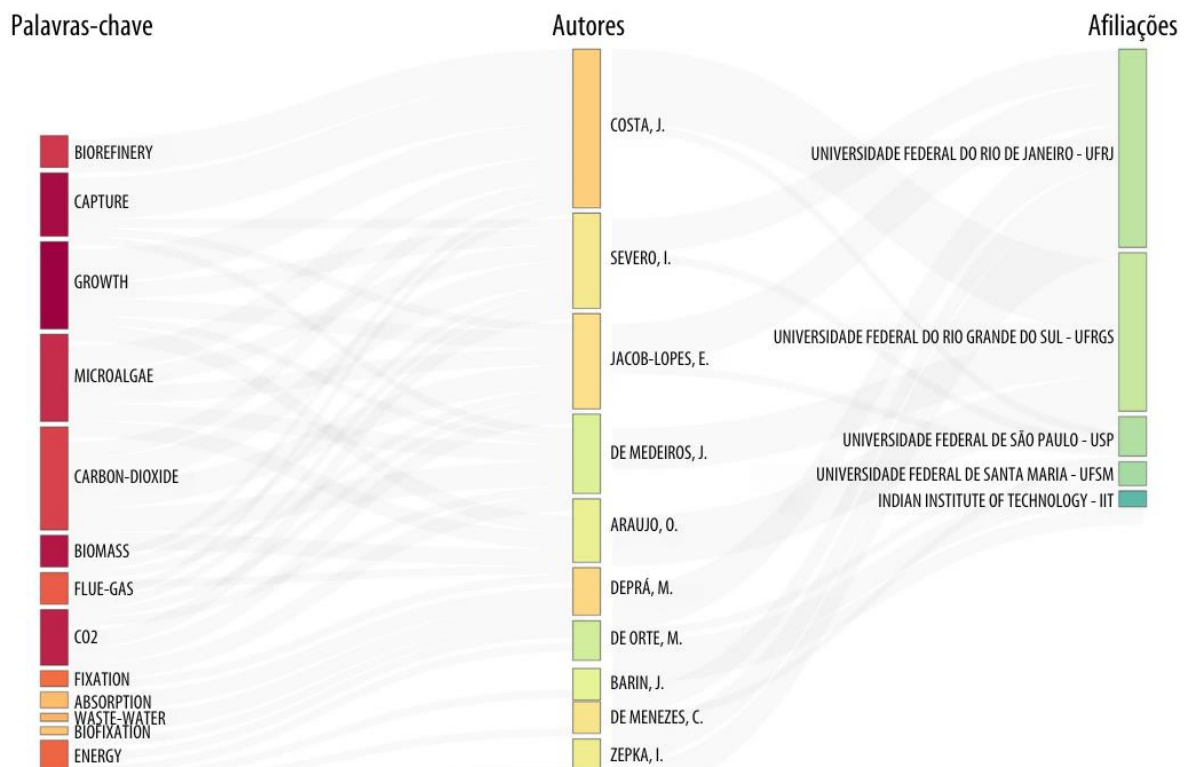 Palavras-chave
Autores
Afiliações
BIOREFINERY
CAPTURE
GROWTH
MICROALGAE
CARBON-DIOXIDE
BIOMASS
FLUE-GAS
CO2
FIXATION
ABSORPTION
WASTE-WATER
BIOFIXATION
ENERGY
COSTA, J.
SEVERO, I.
JACOB-LOPES, E.
DE MEDEIROS, J.
ARAUJO, O.
DEPRÁ, M.
DE ORTE, M.
BARIN, J.
DE MENEZES, C.
ZEPKA, I.
UNIVERSIDADE FEDERAL DO RIO DE JANEIRO - UFRJ
UNIVERSIDADE FEDERAL DO RIO GRANDE DO SUL - UFRGS
UNIVERSIDADE FEDERAL DE SÃO PAULO - USP
UNIVERSIDADE FEDERAL DE SANTA MARIA - UFSM
INDIAN INSTITUTE OF TECHNOLOGY - IIT